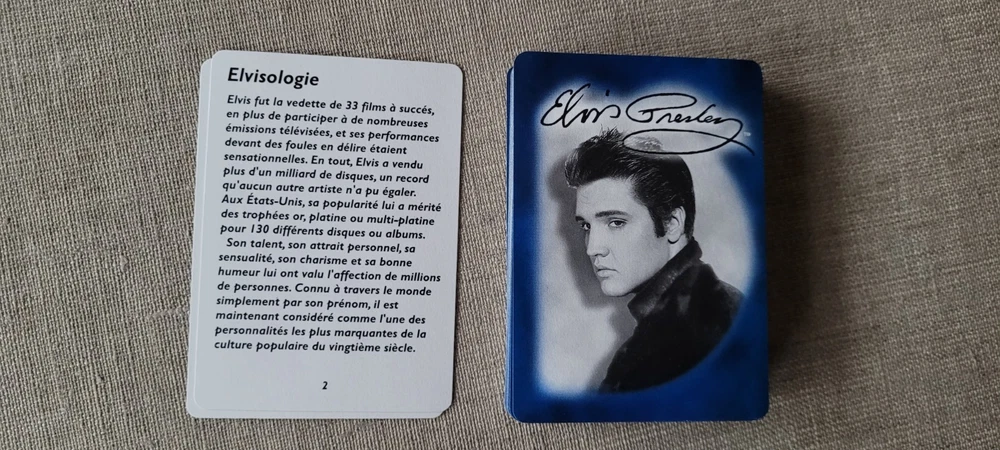 Elvisologie
Elvis fut la vedette de 33 films à succés,
en plus de participer à de nombreuses
émissions télévisées, et ses performances
devant des foules en délire étaient
sensationnelles. En tout, Elvis a vendu
plus d'un milliard de disques, un record
qu'aucun autre artiste n'a pu égaler.
Aux États-Unis, sa popularité lui a mérité
des trophées or, platine ou multi-platine
pour 130 différents disques ou albums.
Son talent, son attrait personnel, sa
sensualité, son charisme et sa bonne
humeur lui ont valu l'affection de millions
de personnes. Connu à travers le monde
simplement par son prénom, il est
maintenant considéré comme l'une des
personnalités les plus marquantes de la
culture populaire du vingtième siècle.
2
Elvis Presley
TM